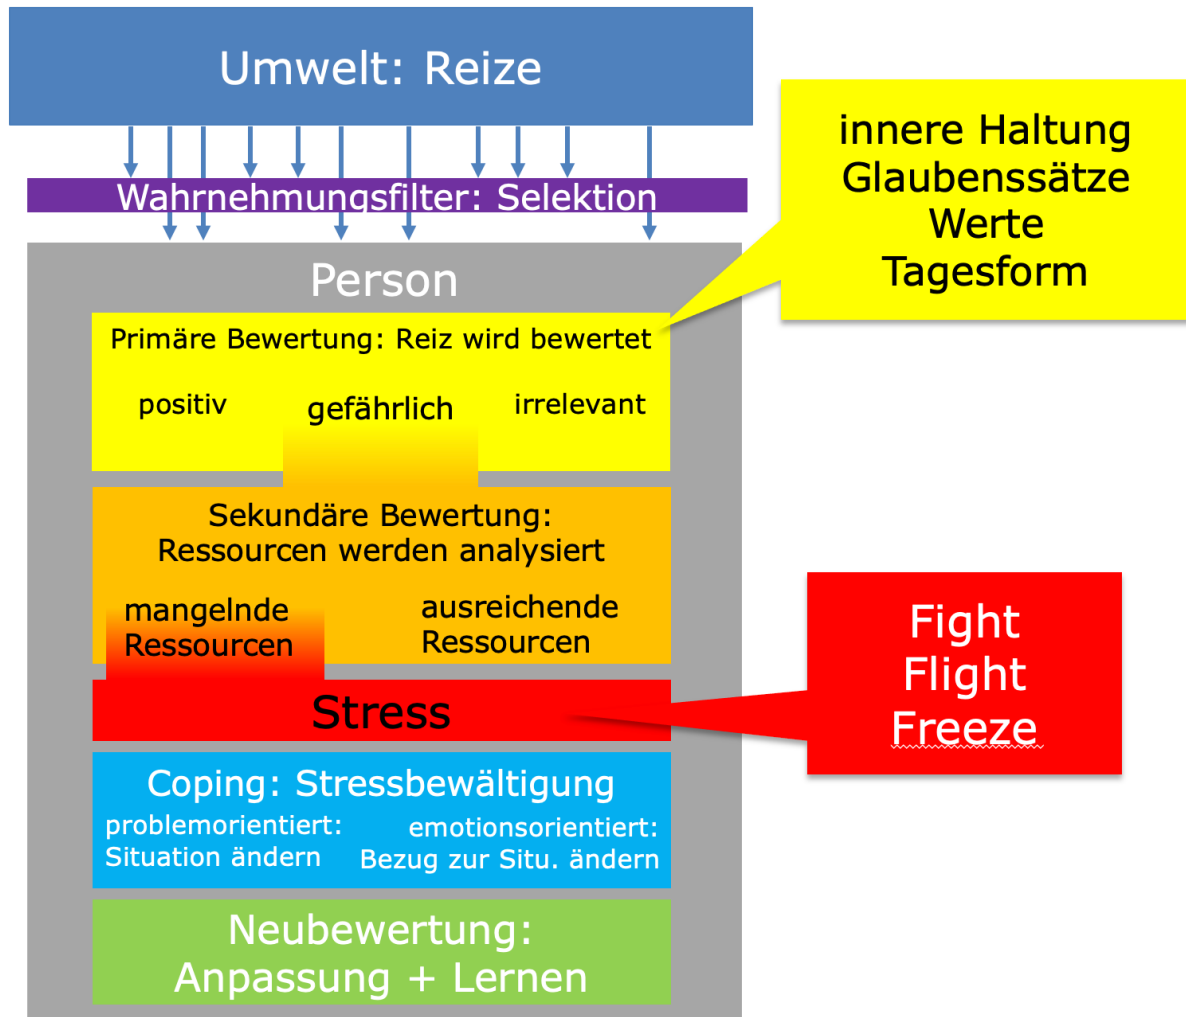 Umwelt: Reize
innere Haltung
Glaubenssätze
Werte
Tagesform
Wahrnehmungsfilter: Selektion
Person
Primäre Bewertung: Reiz wird bewertet
positiv
gefährlich
irrelevant
Sekundäre Bewertung:
Ressourcen werden analysiert
mangelnde
Ressourcen
ausreichende
Ressourcen
Fight
Flight
Freeze
Stress
Coping: Stressbewältigung
problemorientiert:
Situation ändern
emotionsorientiert:
Bezug zur Situ. ändern
Neubewertung:
Anpassung + Lernen